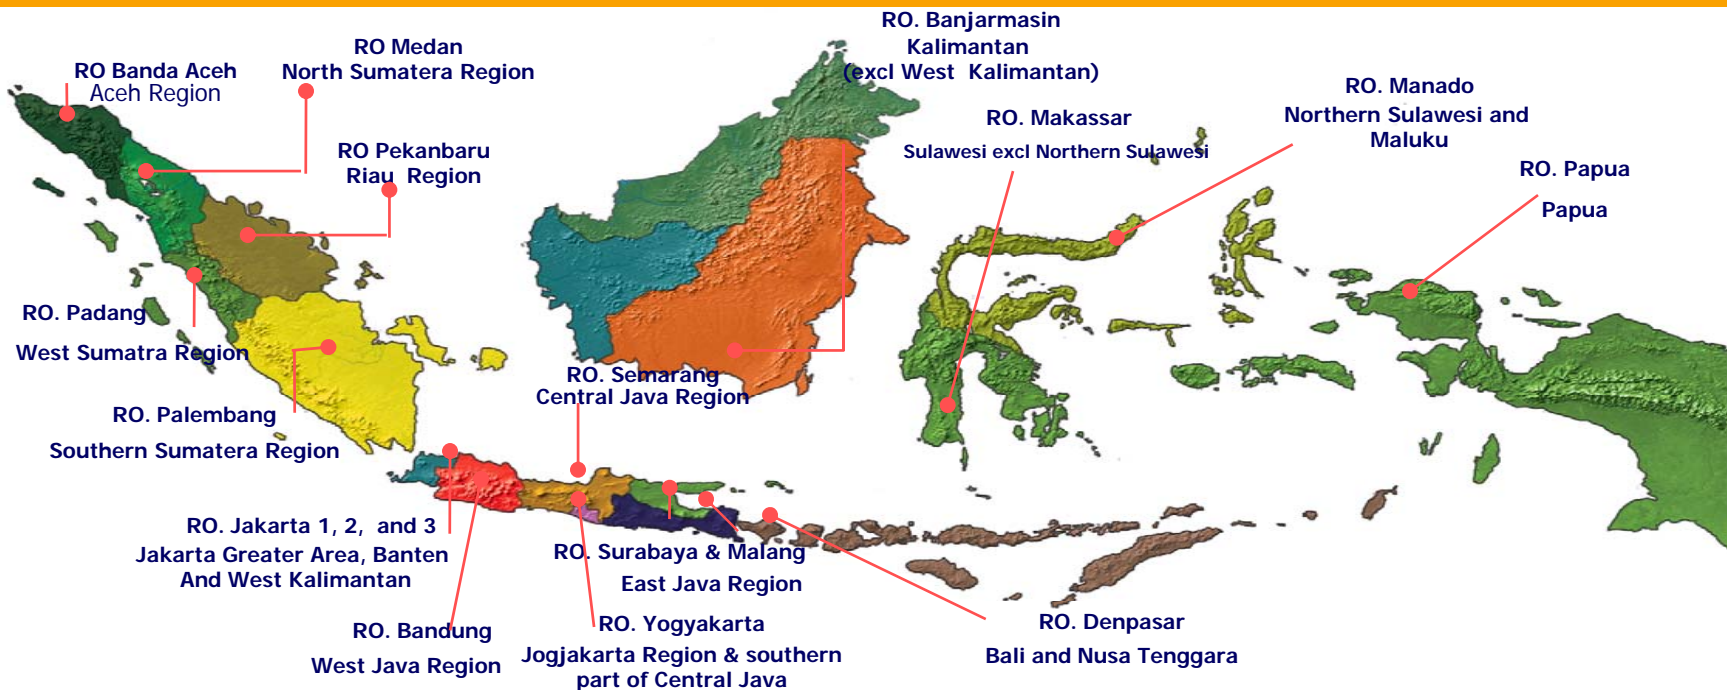 RO. Banjarmasin
Kalimantan
(excl West Kalimantan)
RO Medan
North Sumatera Region
RO Banda Aceh
Aceh Region
RO. Manado
Northern Sulawesi and
Maluku
RO. Makassar
Sulawesi excl Northern Sulawesi
RO Pekanbaru
Riau Region
RO. Papua
Papua
RO. Padang
West Sumatra Region
RO. Semarang
Central Java Region
RO. Palembang
Southern Sumatera Region
RO. Jakarta 1, 2, and 3
Jakarta Greater Area, Banten
And West Kalimantan
RO. Surabaya & Malang
East Java Region
RO. Bandung
West Java Region
RO. Yogyakarta
Jogjakarta Region & southern
part of Central Java
RO. Denpasar
Bali and Nusa Tenggara